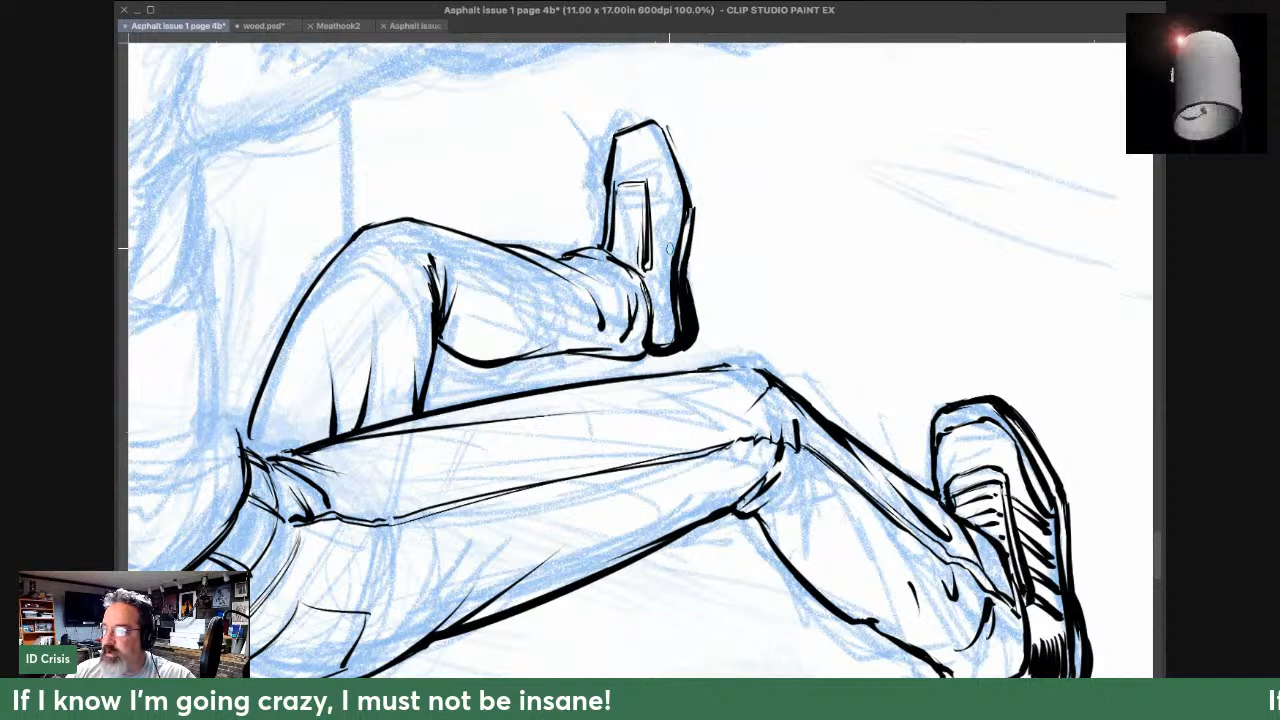 Asphalt issue 1 page 4b* (11.00 x 17.00in 600dpi 100.0%) - CLIP STUDIO PAINT EX
Asphalt issue 1 page 4b* wood.psd* Meathook2 Asphalt issue
ID Crisis
If I know I'm going crazy, I must not be insane! If